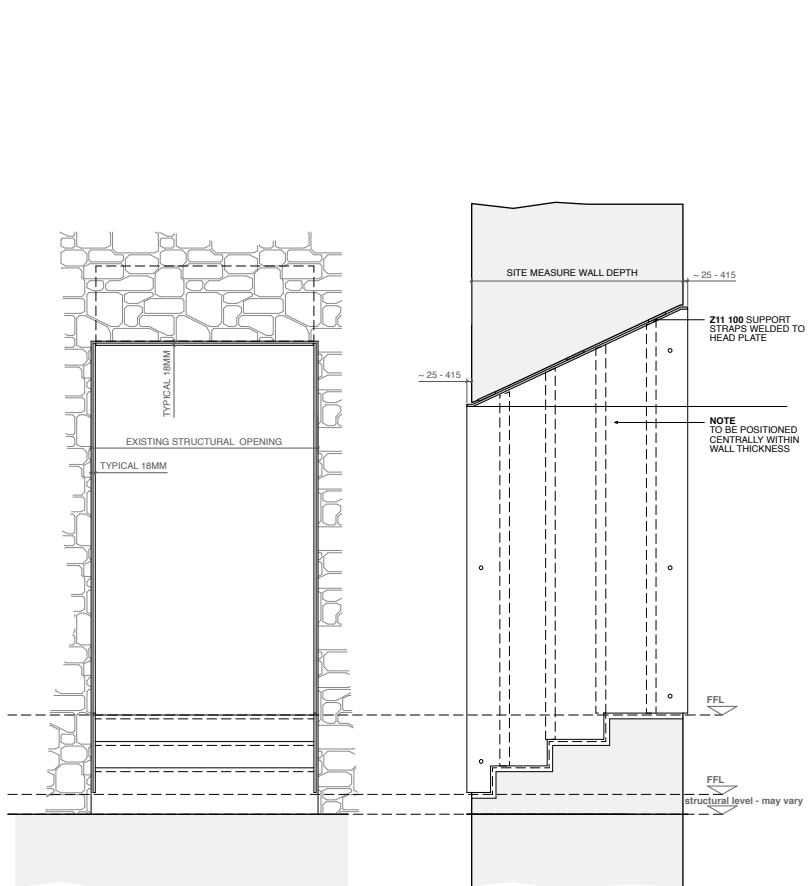 SITE MEASURE WALL DEPTH
~ 25 - 415
Z11 100 SUPPORT
STRAPS WELDED TO
HEAD PLATE
TYPICAL 18MM
~ 25 - 415
NOTE
TO BE POSITIONED
CENTRALLY WITHIN
WALL THICKNESS
EXISTING STRUCTURAL OPENING
TYPICAL 18MM
FFL
FFL
structural level - may vary